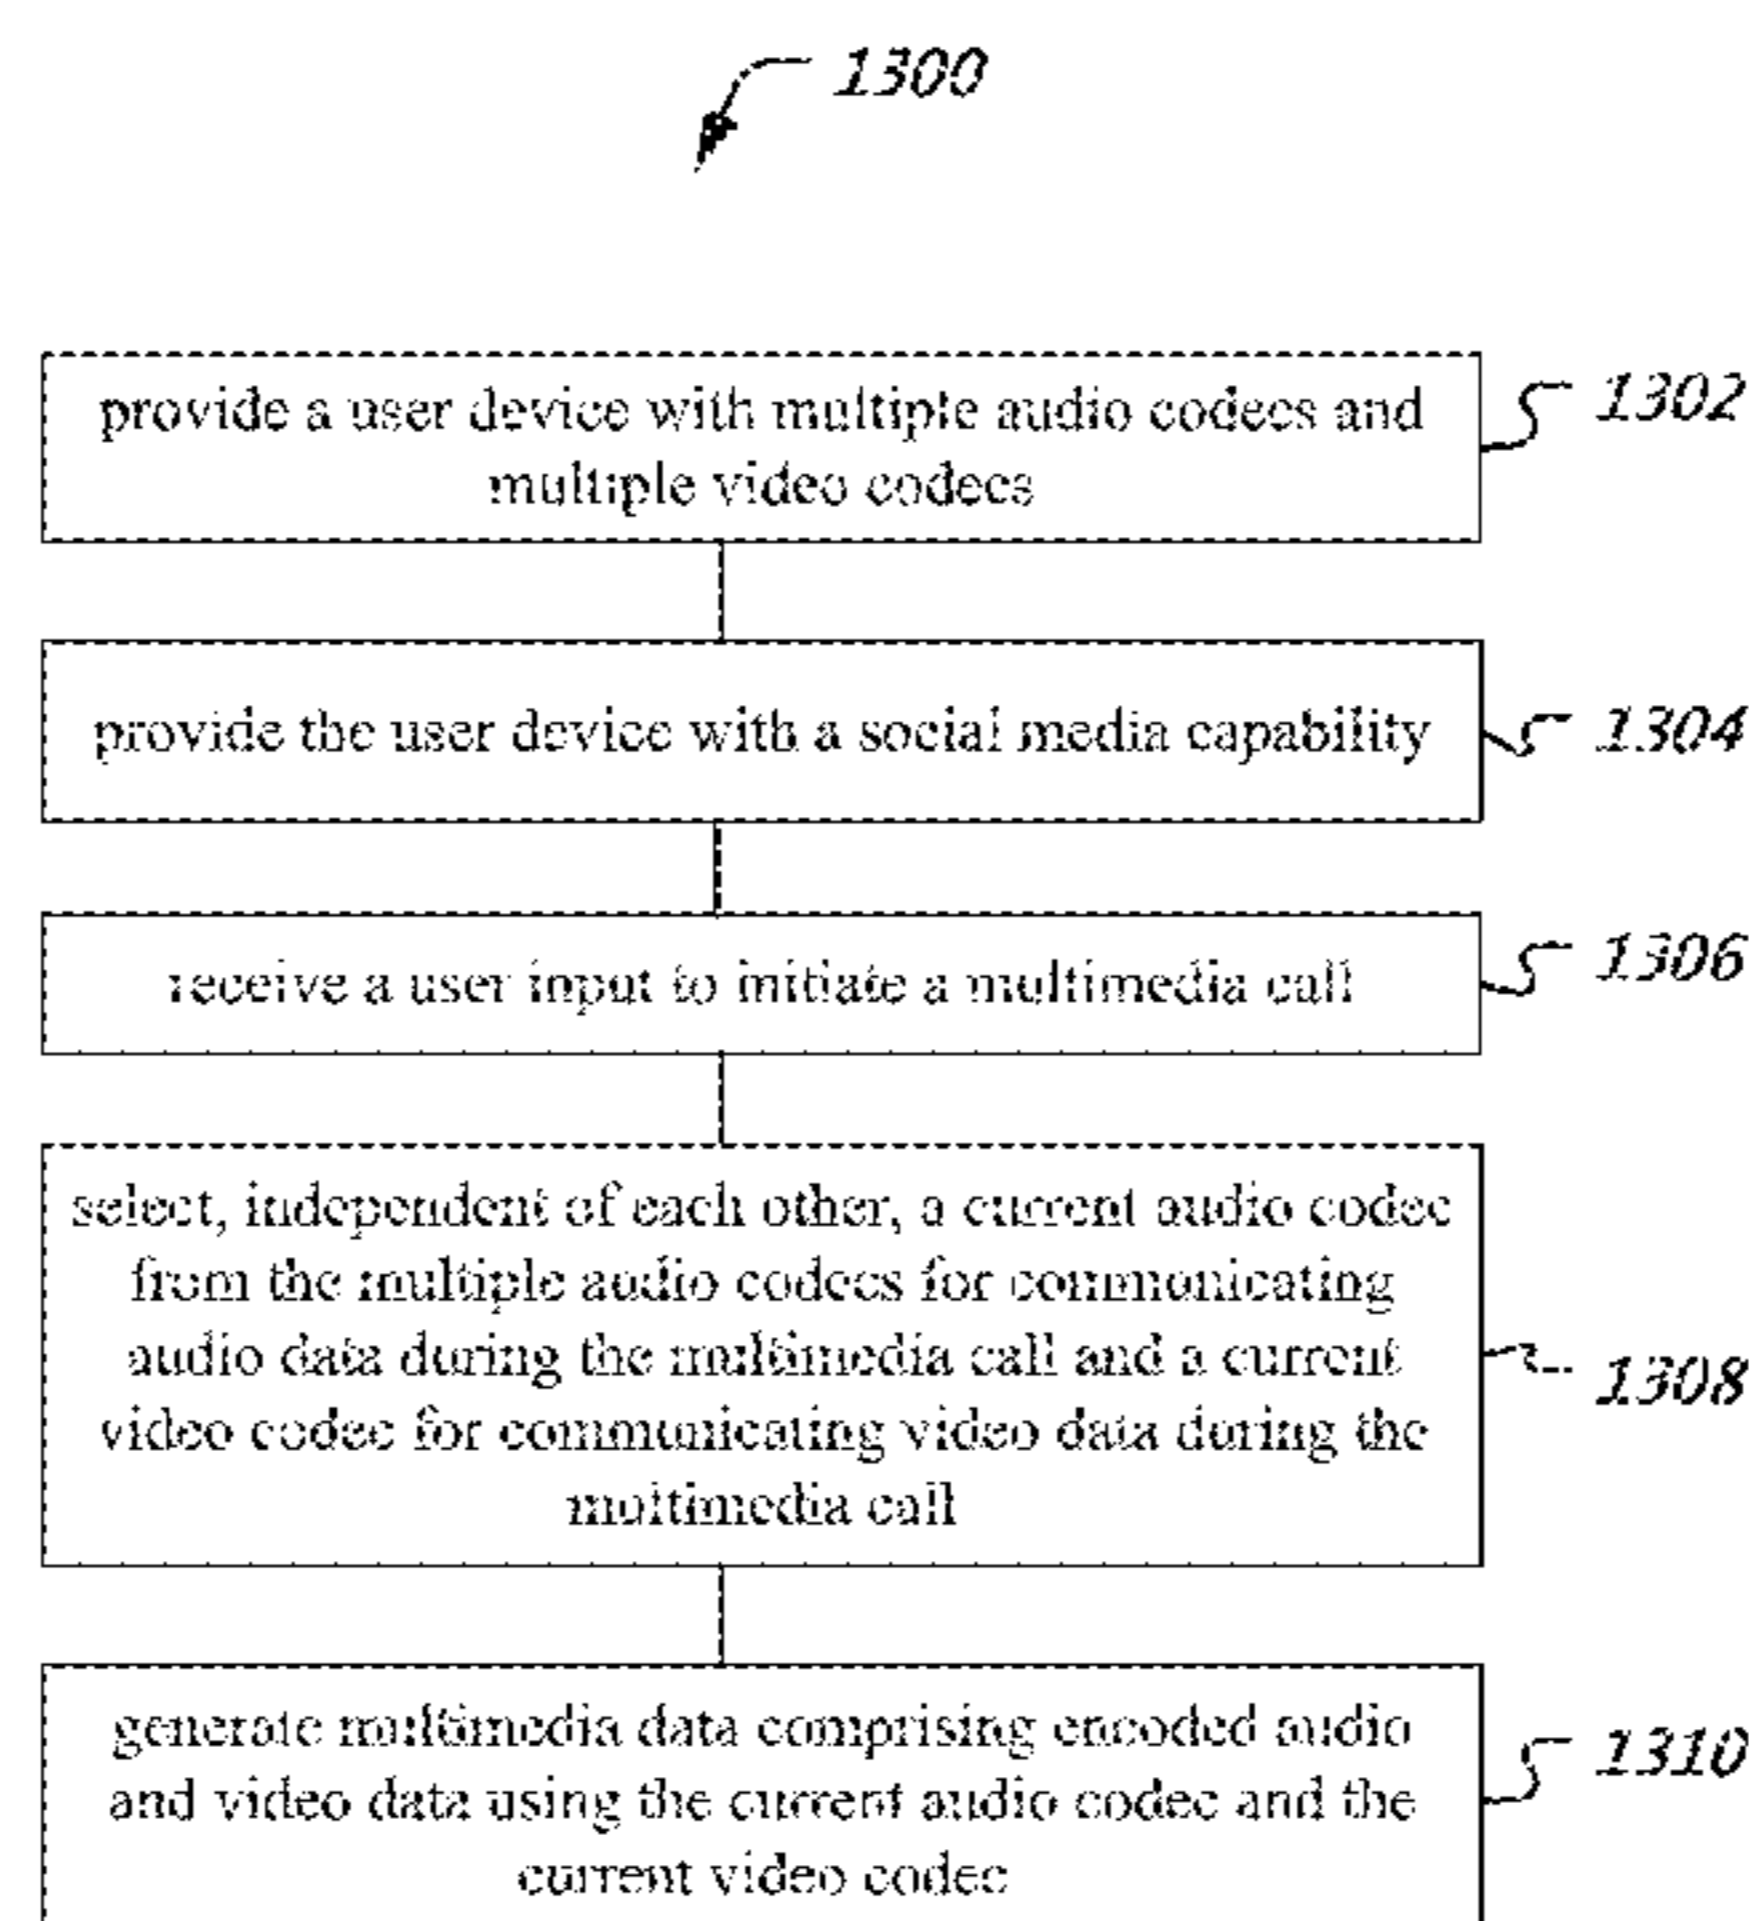 1300
provide a user device with multiple audio codecs and
multiple video codecs
1302
provide the user device with a social media capability
1304
receive a user input to initiate a multimedia call
1306
select, independent of each other, a current audio codec
from the multiple audio codecs for communicating
audio data during the multimedia call and a current
video codec for communicating video data during the
multimedia call
1308
generate multimedia data comprising encoded audio
and video data using the current audio codec and the
current video codec
1310